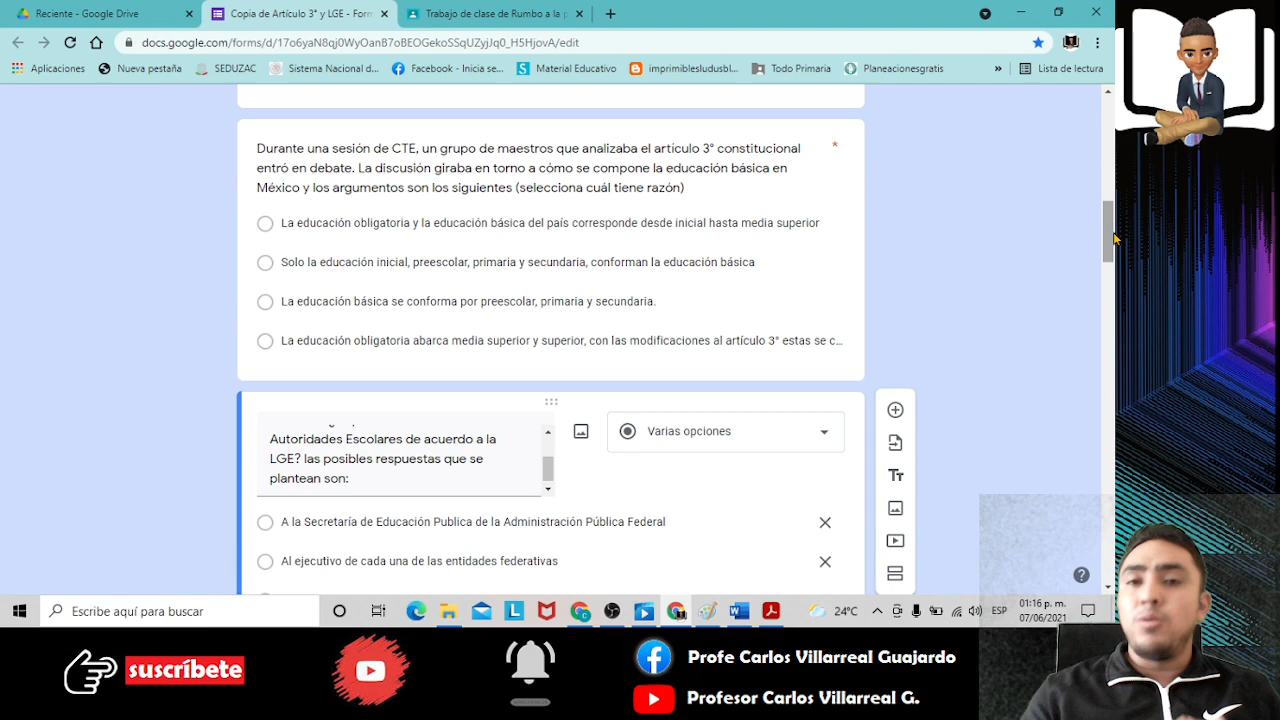 Reciente - Google Drive
Copia de Artículo 3° y LGE - Form
Trabajo de clase de Rumbo a la p
docs.google.com/forms/d/17o6yaN8qj0WyOanB7oBEOGekoSSqUZyjJq0_H5HjovA/edit
Aplicaciones
Nueva pestaña
SEDUZAC
Sistema Nacional d...
Facebook - Inicia se...
Material Educativo
imprimiblesludusbl...
Todo Primaria
Planeacionesgratis
»
Lista de lectura
Durante una sesión de CTE, un grupo de maestros que analizaba el artículo 3° constitucional *
entró en debate. La discusión giraba en torno a cómo se compone la educación básica en
México y los argumentos son los siguientes (selecciona cuál tiene razón)
La educación obligatoria y la educación básica del país corresponde desde inicial hasta media superior
Solo la educación inicial, preescolar, primaria y secundaria, conforman la educación básica
La educación básica se conforma por preescolar, primaria y secundaria.
La educación obligatoria abarca media superior y superior, con las modificaciones al artículo 3° estas se c...
Autoridades Escolares de acuerdo a la
LGE? las posibles respuestas que se
plantean son:
Varias opciones
Tт
A la Secretaría de Educación Publica de la Administración Pública Federal
Al ejecutivo de cada una de las entidades federativas
Escribe aquí para buscar
24°C
ESP
01:16 p. m.
07/06/2021
suscríbete
Profe Carlos Villarreal Guajardo
Profesor Carlos Villarreal G.